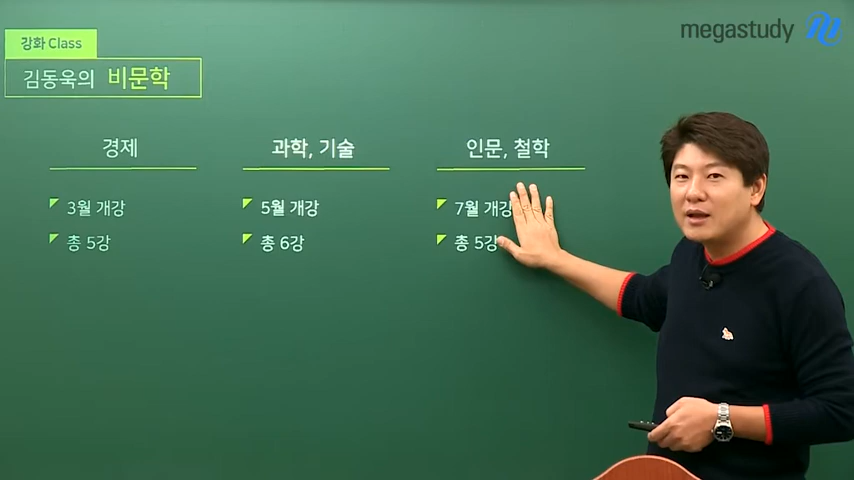 megastudy
강화 Class
김동욱의 비문학
경제
3월 개강
총 5강
과학, 기술
5월 개강
총 6강
인문, 철학
7월 개강
총 5강